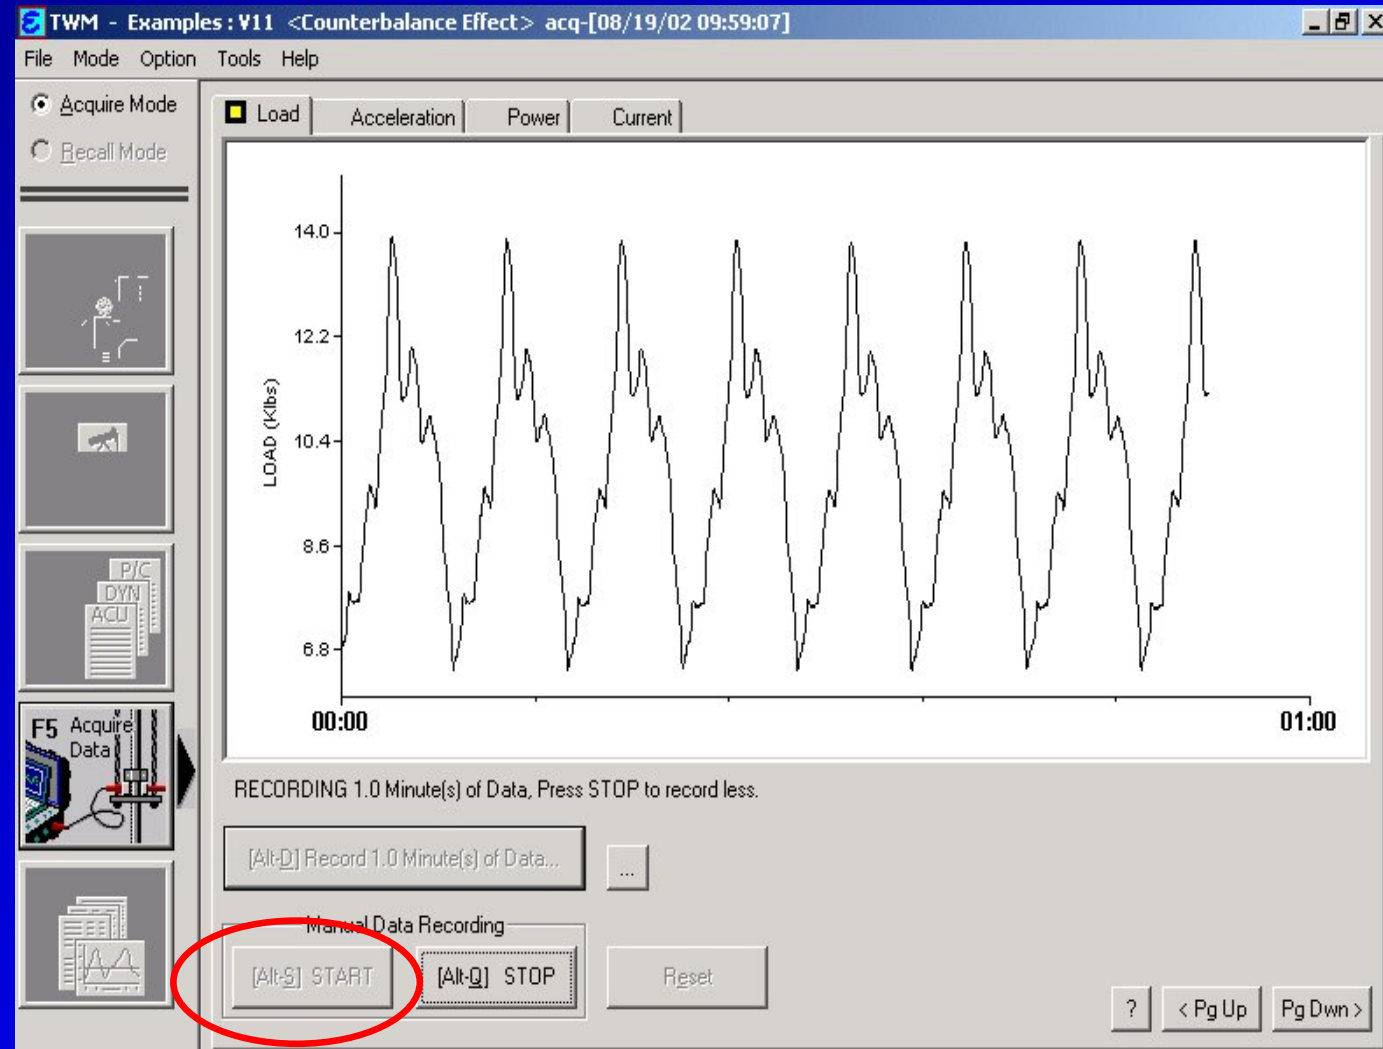 TWM - Examples : V11 <Counterbalance Effect> acq-[08/19/02 09:59:07]
File Mode Option Tools Help
Acquire Mode
Recall Mode
Load Acceleration Power Current
14.0
12.2
10.4
8.6
6.8
LOAD (Klbs)
00:00 01:00
P/C
DYN
ACU
F5 Acquire
Data
RECORDING 1.0 Minute(s) of Data, Press STOP to record less.
[Alt-D] Record 1.0 Minute(s) of Data... ...
Manual Data Recording
[Alt-S] START [Alt-Q] STOP Reset
? < Pg Up Pg Dwn >